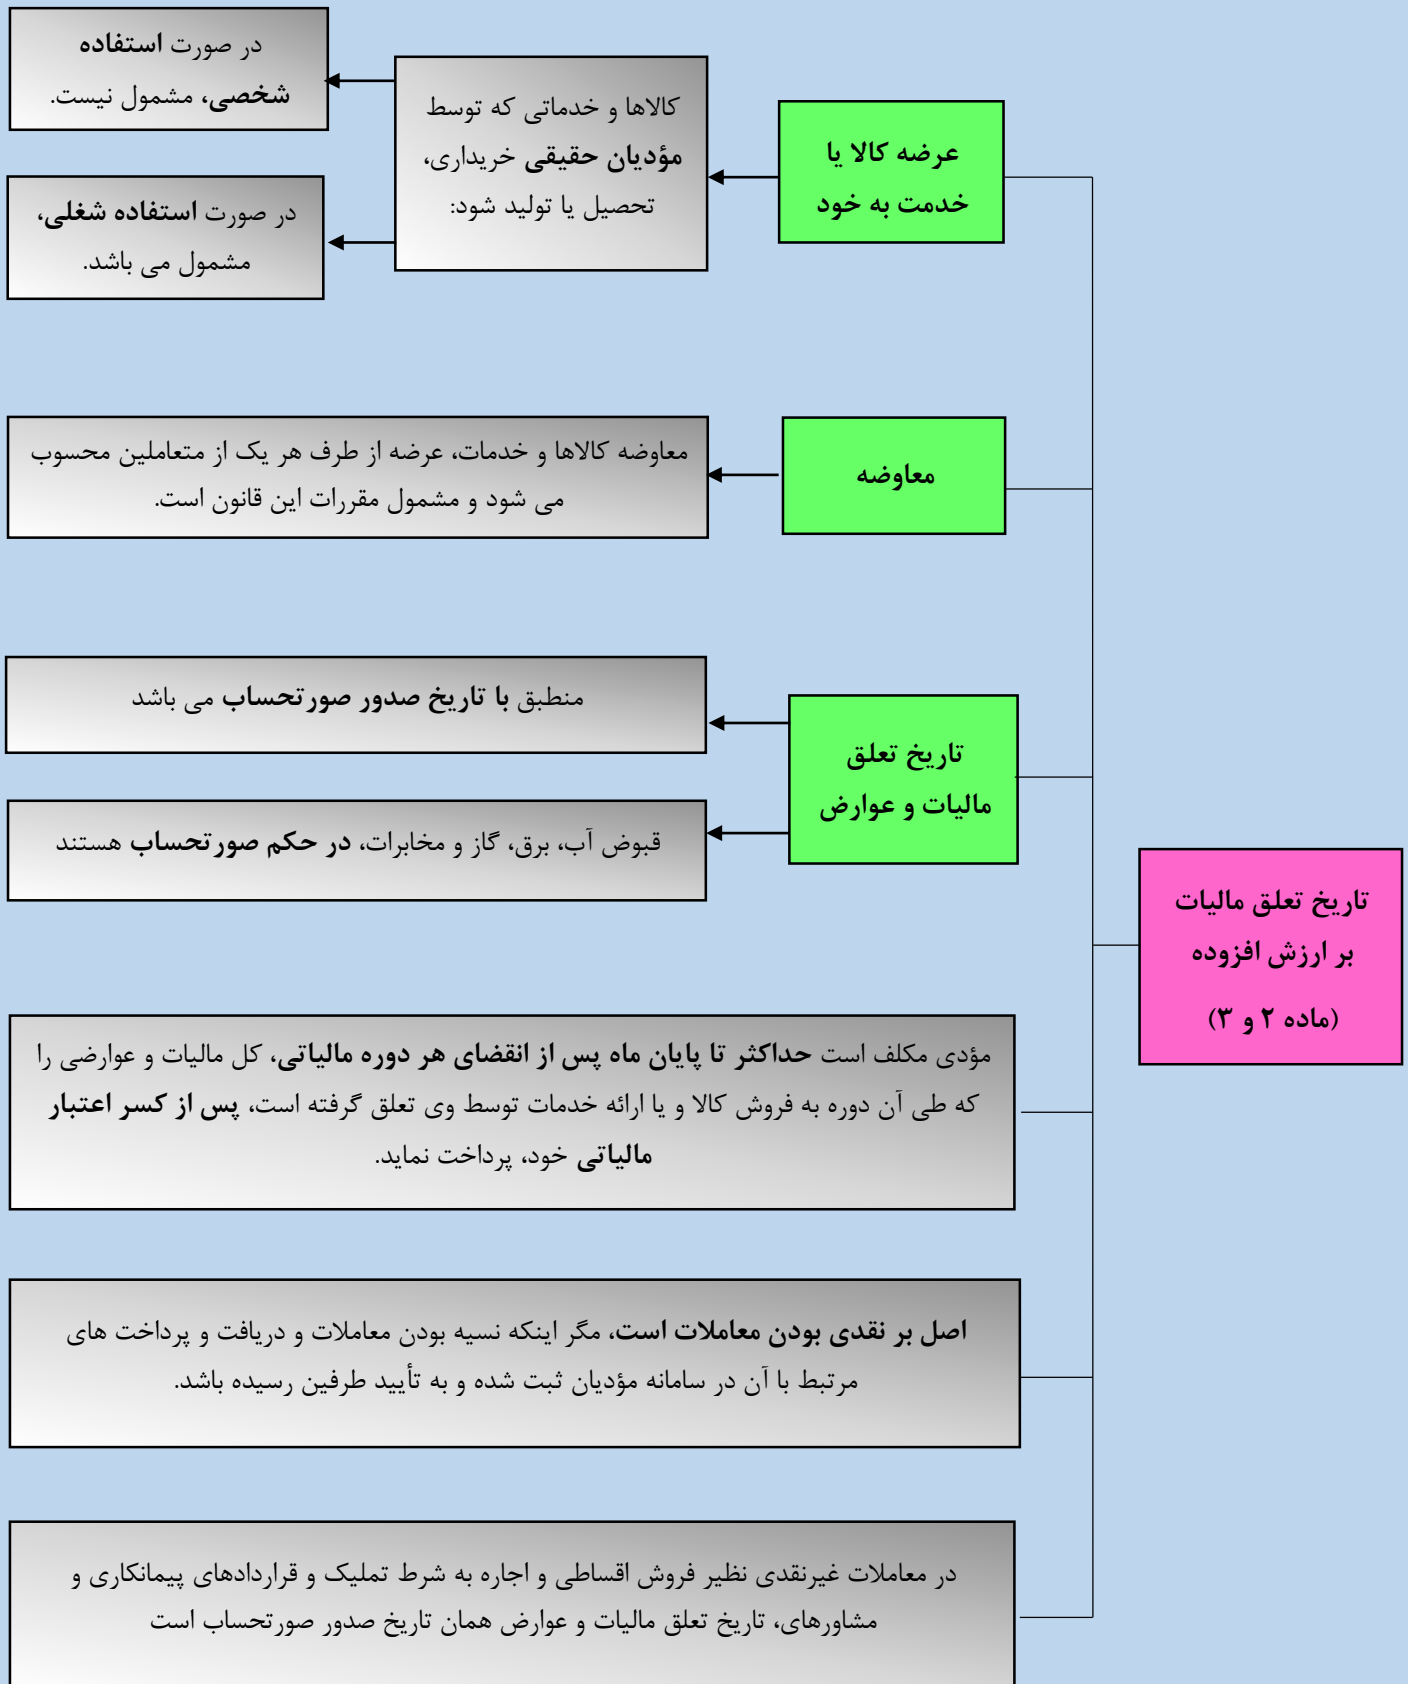 تاریخ تعلق مالیات
بر ارزش افزوده
(ماده ۲ و ۳)
عرضه کالا یا
خدمت به خود
کالاها و خدماتی که توسط
مؤدیان حقیقی خریداری،
تحصیل یا تولید شود:
در صورت استفاده
شخصی، مشمول نیست.
در صورت استفاده شغلی،
مشمول می باشد.
معاوضه
معاوضه کالاها و خدمات، عرضه از طرف هر یک از متعاملین محسوب
می شود و مشمول مقررات این قانون است.
تاریخ تعلق
مالیات و عوارض
منطبق با تاریخ صدور صورتحساب می باشد
قبوض آب، برق، گاز و مخابرات، در حکم صورتحساب هستند
مؤدی مکلف است حداکثر تا پایان ماه پس از انقضای هر دوره مالیاتی، کل مالیات و عوارضی را
که طی آن دوره به فروش کالا و یا ارائه خدمات توسط وی تعلق گرفته است، پس از کسر اعتبار
مالیاتی خود، پرداخت نماید.
اصل بر نقدی بودن معاملات است، مگر اینکه نسیه بودن معاملات و دریافت و پرداخت های
مرتبط با آن در سامانه مؤدیان ثبت شده و به تأیید طرفین رسیده باشد.
در معاملات غیرنقدی نظیر فروش اقساطی و اجاره به شرط تملیک و قراردادهای پیمانکاری و
مشاورهای، تاریخ تعلق مالیات و عوارض همان تاریخ صدور صورتحساب است